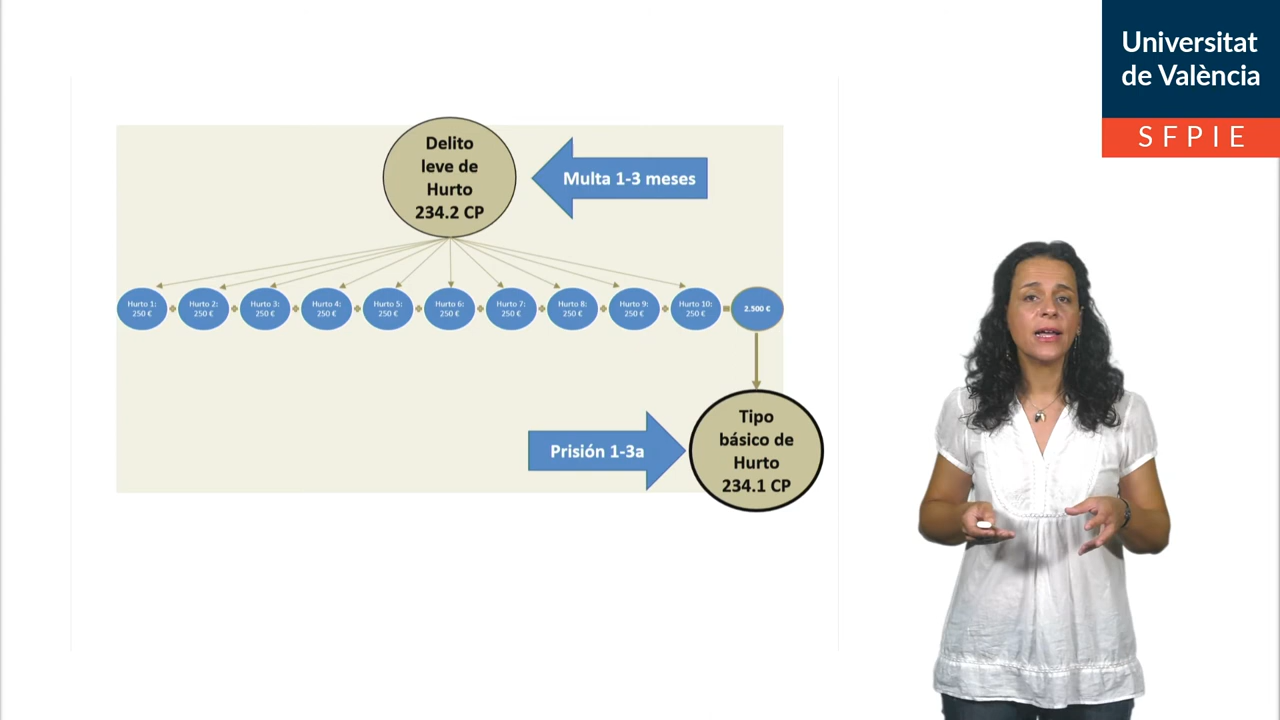 Universitat
de València
SFPIE
Delito
leve de
Hurto
234.2 CP
Multa 1-3 meses
Hurto 1:
250 €
Hurto 2:
250 €
Hurto 3:
250 €
Hurto 4:
250 €
Hurto 5:
250 €
Hurto 6:
250 €
Hurto 7:
250 €
Hurto 8:
250 €
Hurto 9:
250 €
Hurto 10:
250 €
2.500 €
Prisión 1-3a
Tipo
básico de
Hurto
234.1 CP